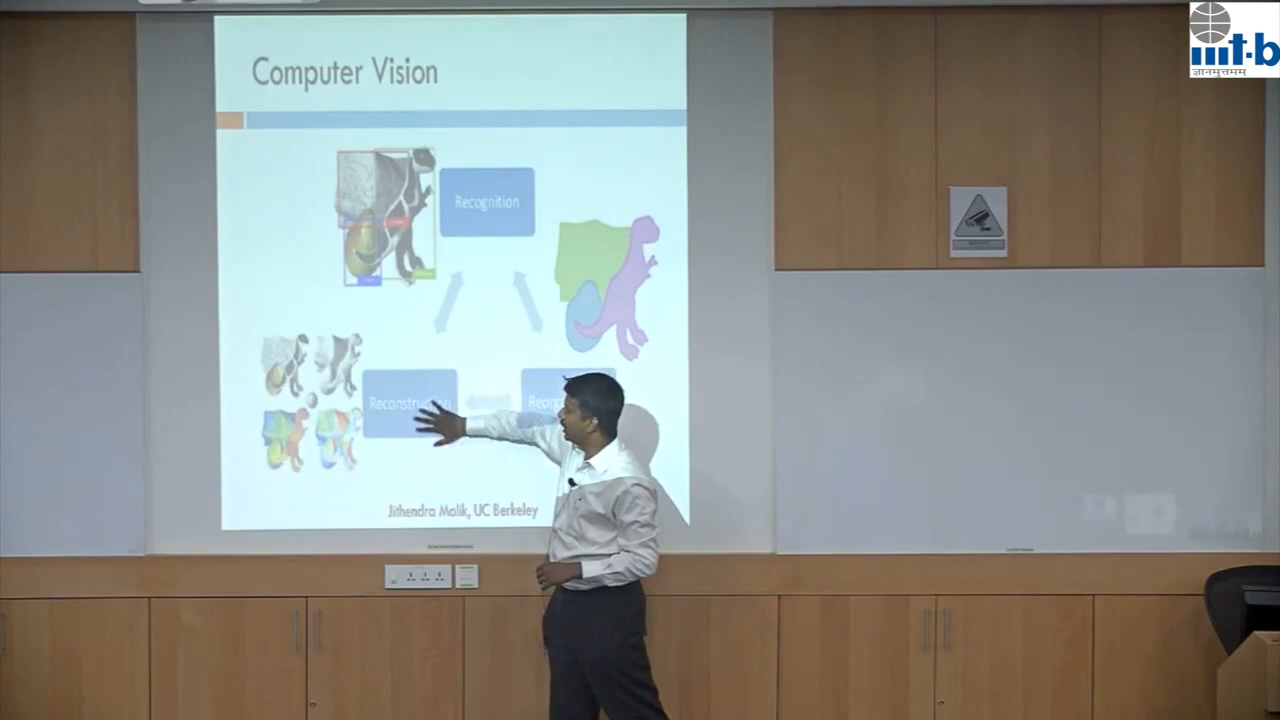 iiit-b
ज्ञानमुत्तमम्
Computer Vision
Recognition
Jithendra Malik, UC Berkeley